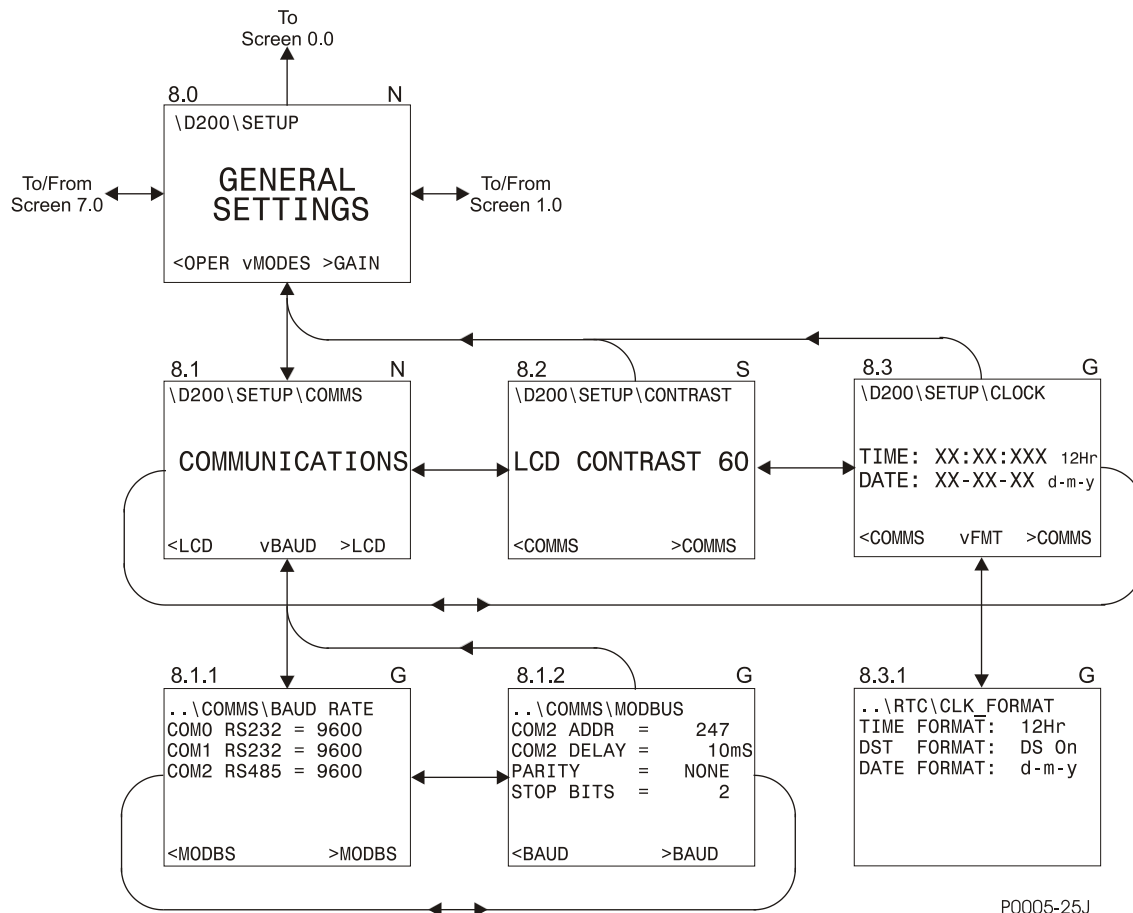 To
Screen 0.0
8.0 N
\D200\SETUP
GENERAL
SETTINGS
<OPER vMODES >GAIN
To/From
Screen 7.0
To/From
Screen 1.0
8.1 N
\D200\SETUP\COMMS
COMMUNICATIONS
<LCD vBAUD >LCD
8.2 S
\D200\SETUP\CONTRAST
LCD CONTRAST 60
<COMMS >COMMS
8.3 G
\D200\SETUP\CLOCK
TIME: XX:XX:XXX 12Hr
DATE: XX-XX-XX d-m-y
<COMMS vFMT >COMMS
8.1.1 G
..\COMMS\BAUD RATE
COM0 RS232 = 9600
COM1 RS232 = 9600
COM2 RS485 = 9600
<MODBS >MODBS
8.1.2 G
..\COMMS\MODBUS
COM2 ADDR = 247
COM2 DELAY = 10mS
PARITY = NONE
STOP BITS = 2
<BAUD >BAUD
8.3.1 G
..\RTC\CLK_FORMAT
TIME FORMAT: 12Hr
DST FORMAT: DS On
DATE FORMAT: d-m-y
P0005-25J